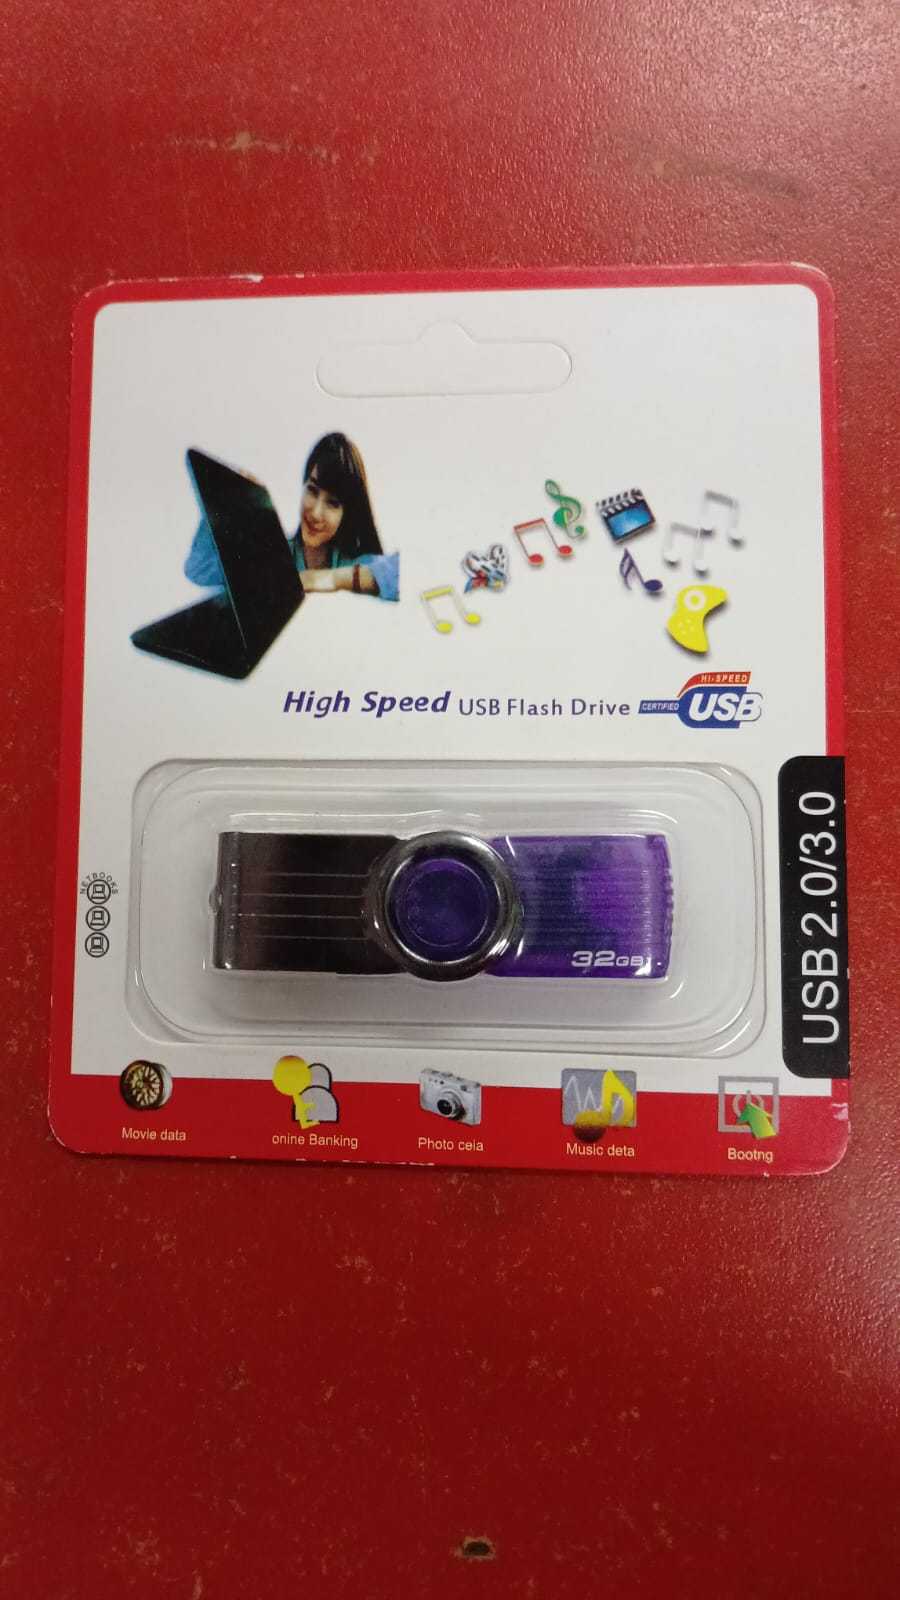 High Speed USB Flash Drive
HI-SPEED
CERTIFIED USB
USB 2.0/3.0
NETBOOKS
32GB
Movie data
onine Banking
Photo ceia
Music deta
Bootng